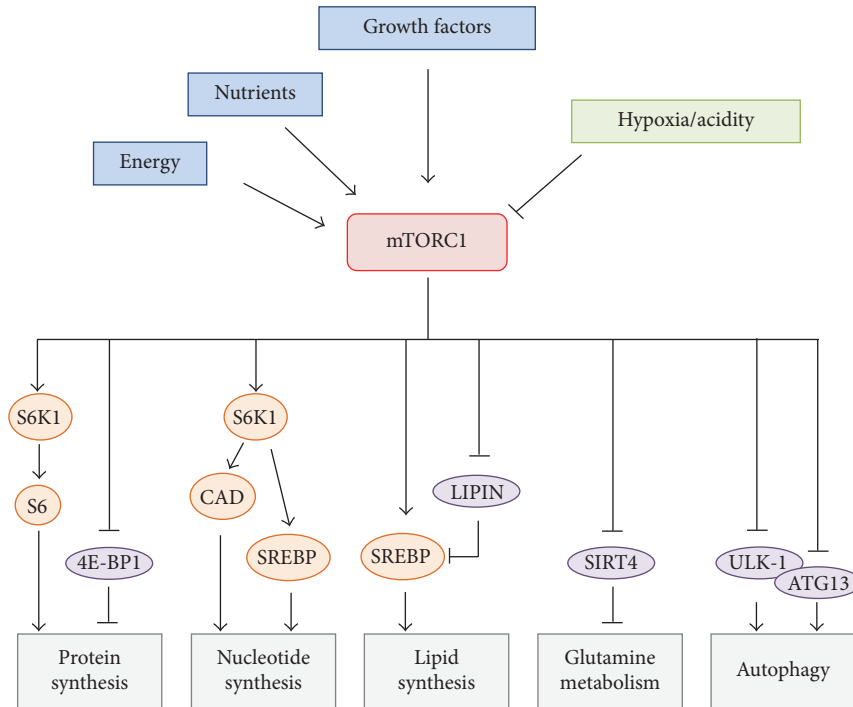 Growth factors
Nutrients
Hypoxia/acidity
Energy
mTORC1
S6K1
S6K1
CAD
LIPIN
S6
4E-BP1
SREBP
SREBP
SIRT4
ULK-1
ATG13
Protein
synthesis
Nucleotide
synthesis
Lipid
synthesis
Glutamine
metabolism
Autophagy